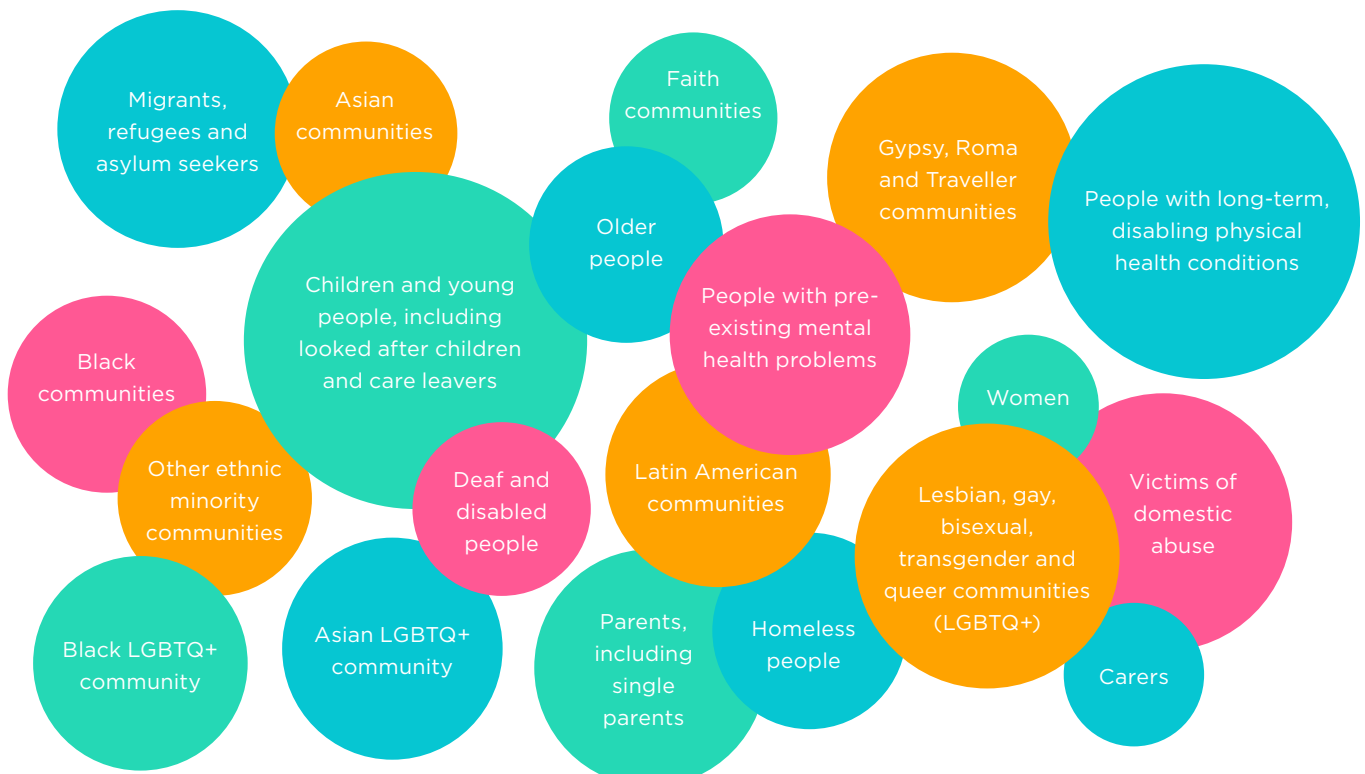 Migrants,
refugees and
asylum seekers
Asian
communities
Faith
communities
Gypsy, Roma
and Traveller
communities
People with long-term,
disabling physical
health conditions
Older
people
Children and young
people, including
looked after children
and care leavers
People with pre-
existing mental
health problems
Black
communities
Women
Other ethnic
minority
communities
Deaf and
disabled
people
Latin American
communities
Lesbian, gay,
bisexual,
transgender and
queer communities
(LGBTQ+)
Victims of
domestic
abuse
Black LGBTQ+
community
Asian LGBTQ+
community
Parents,
including
single
parents
Homeless
people
Carers